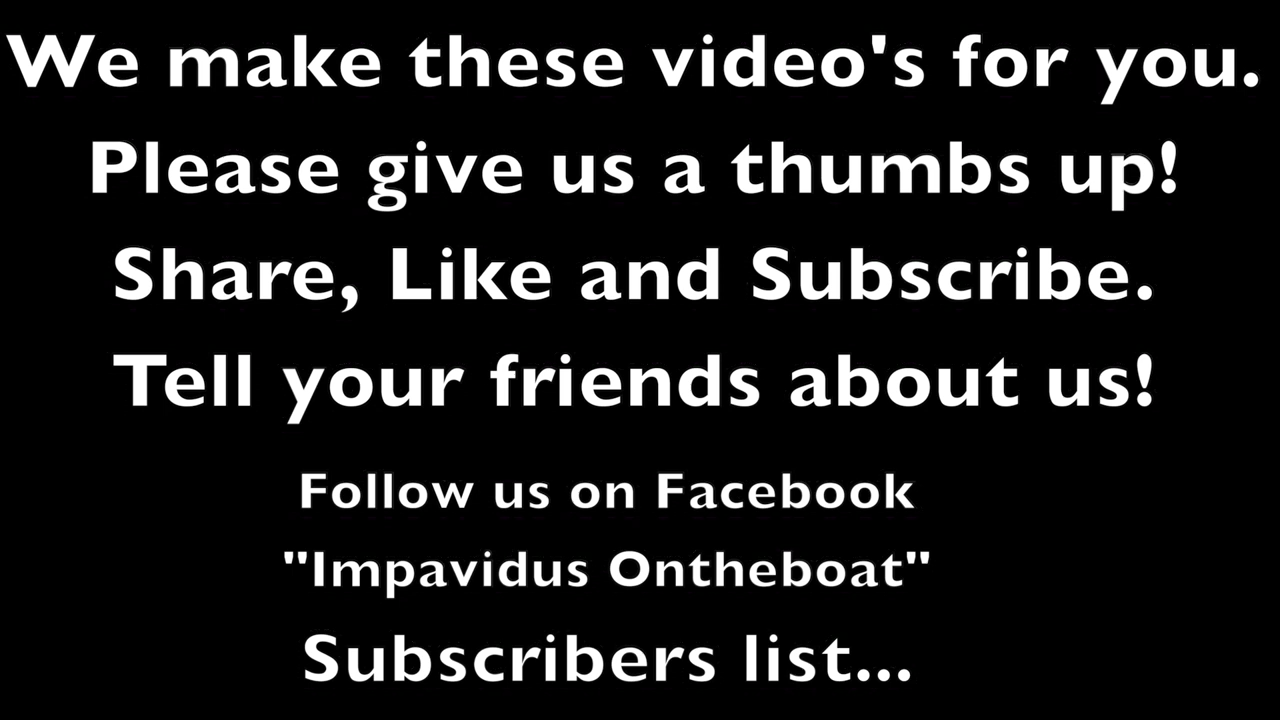 We make these video's for you.
Please give us a thumbs up!
Share, Like and Subscribe.
Tell your friends about us!
Follow us on Facebook
"Impavidus Ontheboat"
Subscribers list...